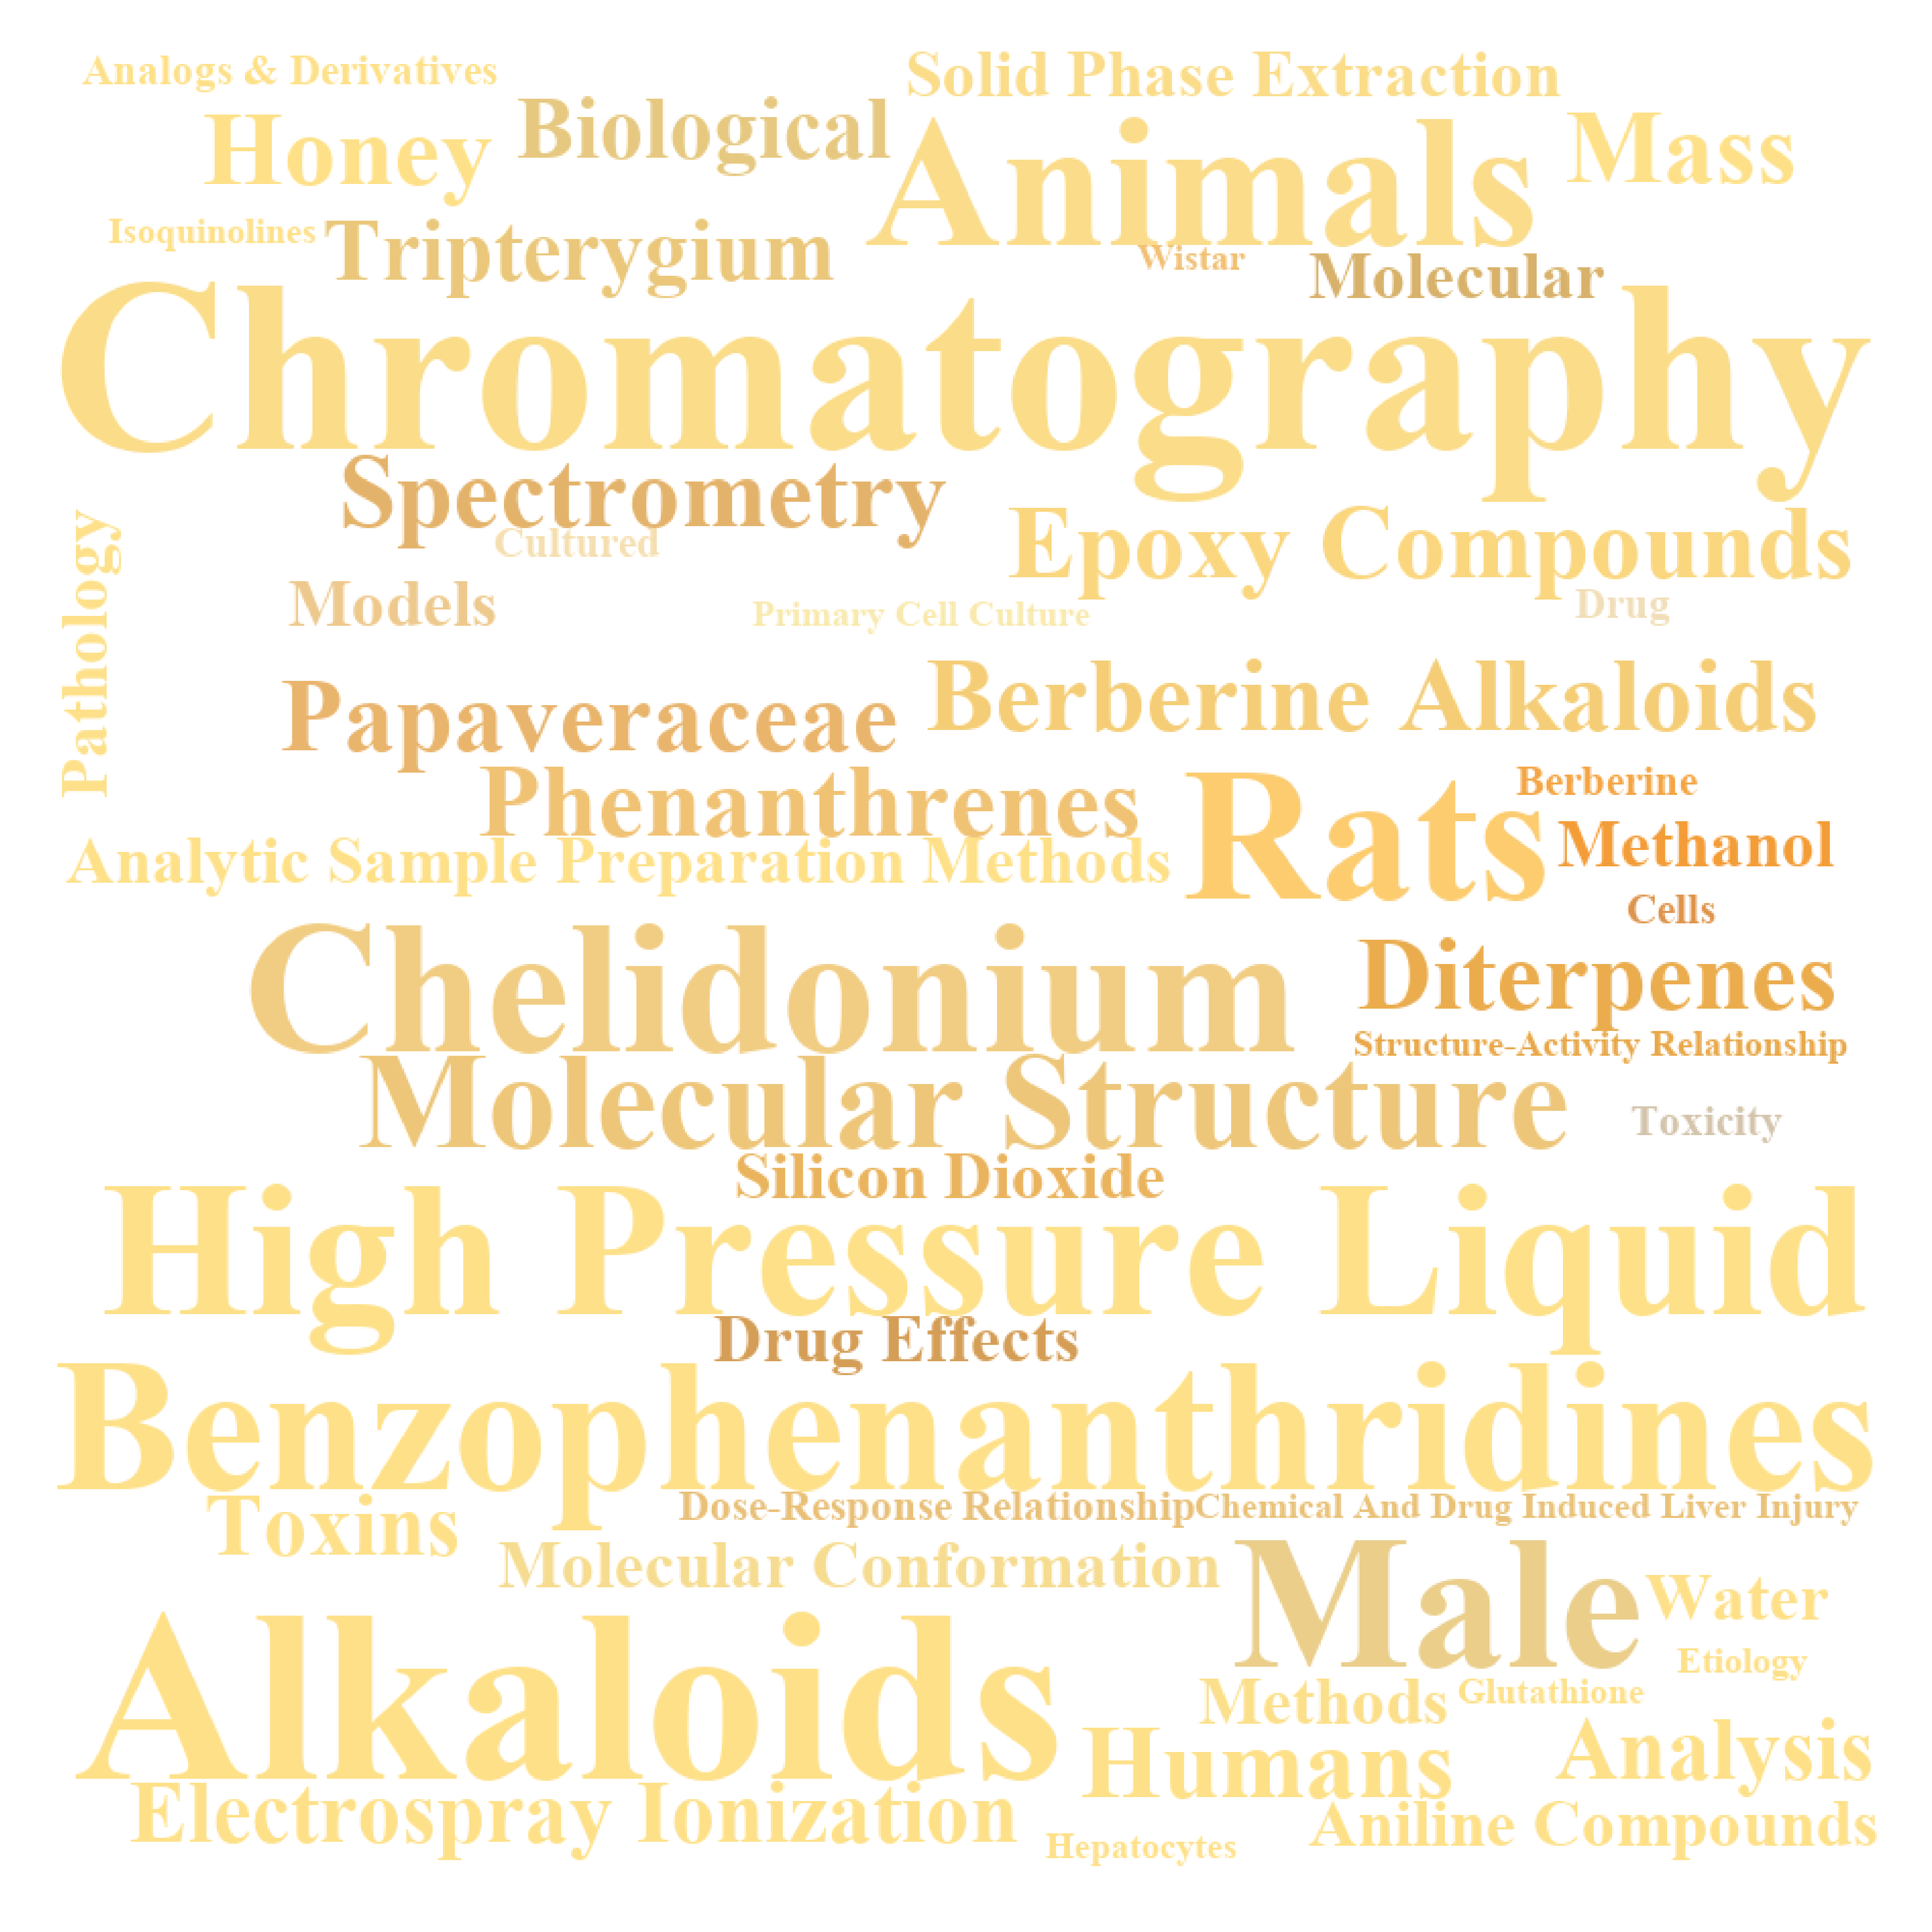 Analogs & Derivatives
Solid Phase Extraction
Honey
Biological
Animals
Mass
Isoquinolines
Tripterygium
Wistar
Molecular
Chromatography
Spectrometry
Cultured
Epoxy Compounds
Pathology
Models
Primary Cell Culture
Drug
Papaveraceae
Berberine Alkaloids
Phenanthrenes
Rats
Berberine
Methanol
Analytic Sample Preparation Methods
Cells
Chelidonium
Diterpenes
Structure-Activity Relationship
Molecular Structure
Toxicity
Silicon Dioxide
High Pressure Liquid
Drug Effects
Benzophenanthridines
Toxins
Dose-Response Relationship
Chemical And Drug Induced Liver Injury
Molecular Conformation
Male
Water
Alkaloids
Etiology
Methods
Glutathione
Humans
Analysis
Electrospray Ionization
Hepatocytes
Aniline Compounds